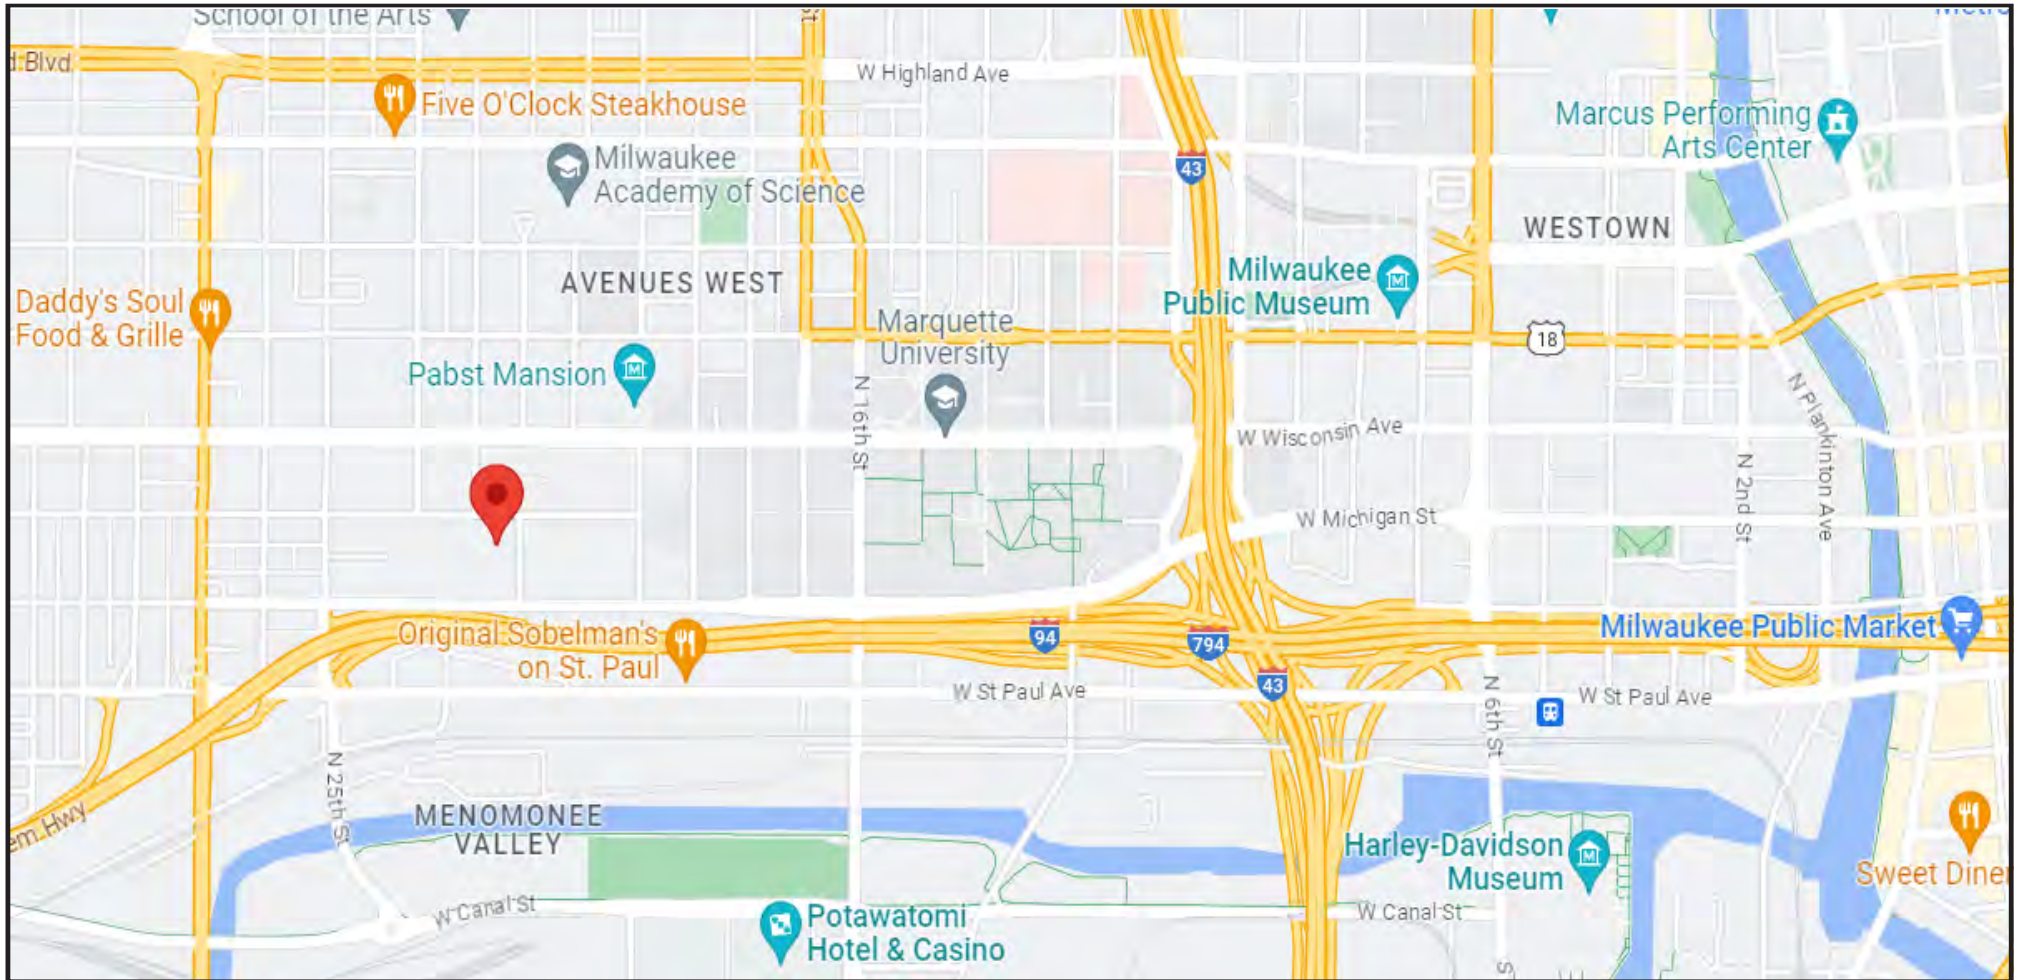 School of the Arts
St
Metro
d Blvd
W Highland Ave
Five O'Clock Steakhouse
Marcus Performing
Arts Center
Milwaukee
Academy of Science
43
WESTOWN
AVENUES WEST
Milwaukee
Public Museum
Daddy's Soul
Food & Grille
Marquette
University
18
Pabst Mansion
N 16th St
N Plankinton Ave
W Wisconsin Ave
N 2nd St
W Michigan St
Original Sobelman's
on St. Paul
94
794
Milwaukee Public Market
43
W St Paul Ave
N 6th St
W St Paul Ave
N 25th St
em Hwy
MENOMONEE
VALLEY
Harley-Davidson
Museum
Sweet Diner
W Canal St
Potawatomi
Hotel & Casino
W Canal St
S